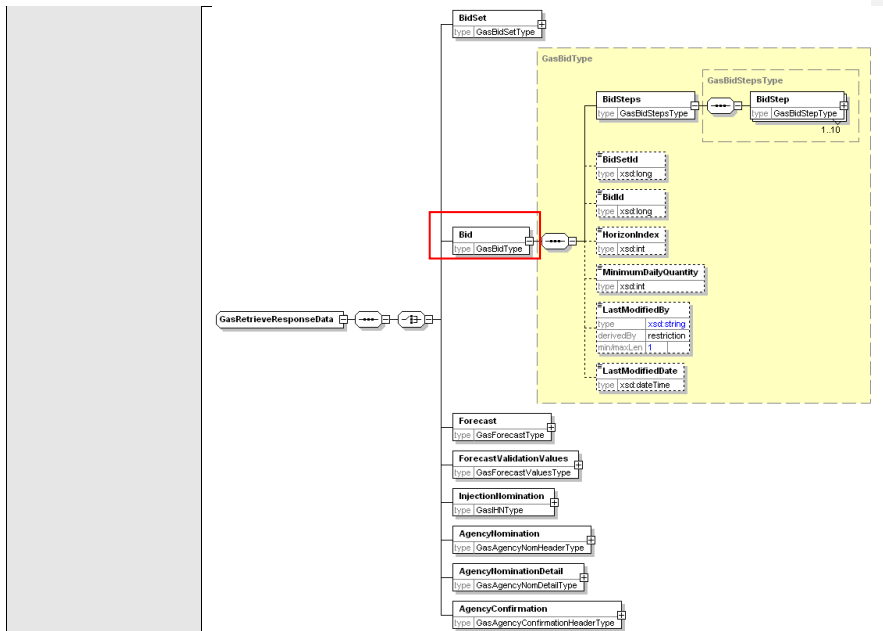 BidSet
type GasBidSetType
GasBidType
GasBidStepsType
BidSteps
type GasBidStepsType
BidStep
type GasBidStepType
1..10
BidSetId
type xsd:long
BidId
type xsd:long
Bid
type GasBidType
HorizonIndex
type xsd:int
MinimumDailyQuantity
type xsd:int
GasRetrieveResponseData
LastModifiedBy
type xsd:string
derivedBy restriction
min/maxLen 1
LastModifiedDate
type xsd:dateTime
Forecast
type GasForecastType
ForecastValidationValues
type GasForecastValuesType
InjectionNomination
type GasIHNType
AgencyNomination
type GasAgencyNomHeaderType
AgencyNominationDetail
type GasAgencyNomDetailType
AgencyConfirmation
type GasAgencyConfirmationHeaderType